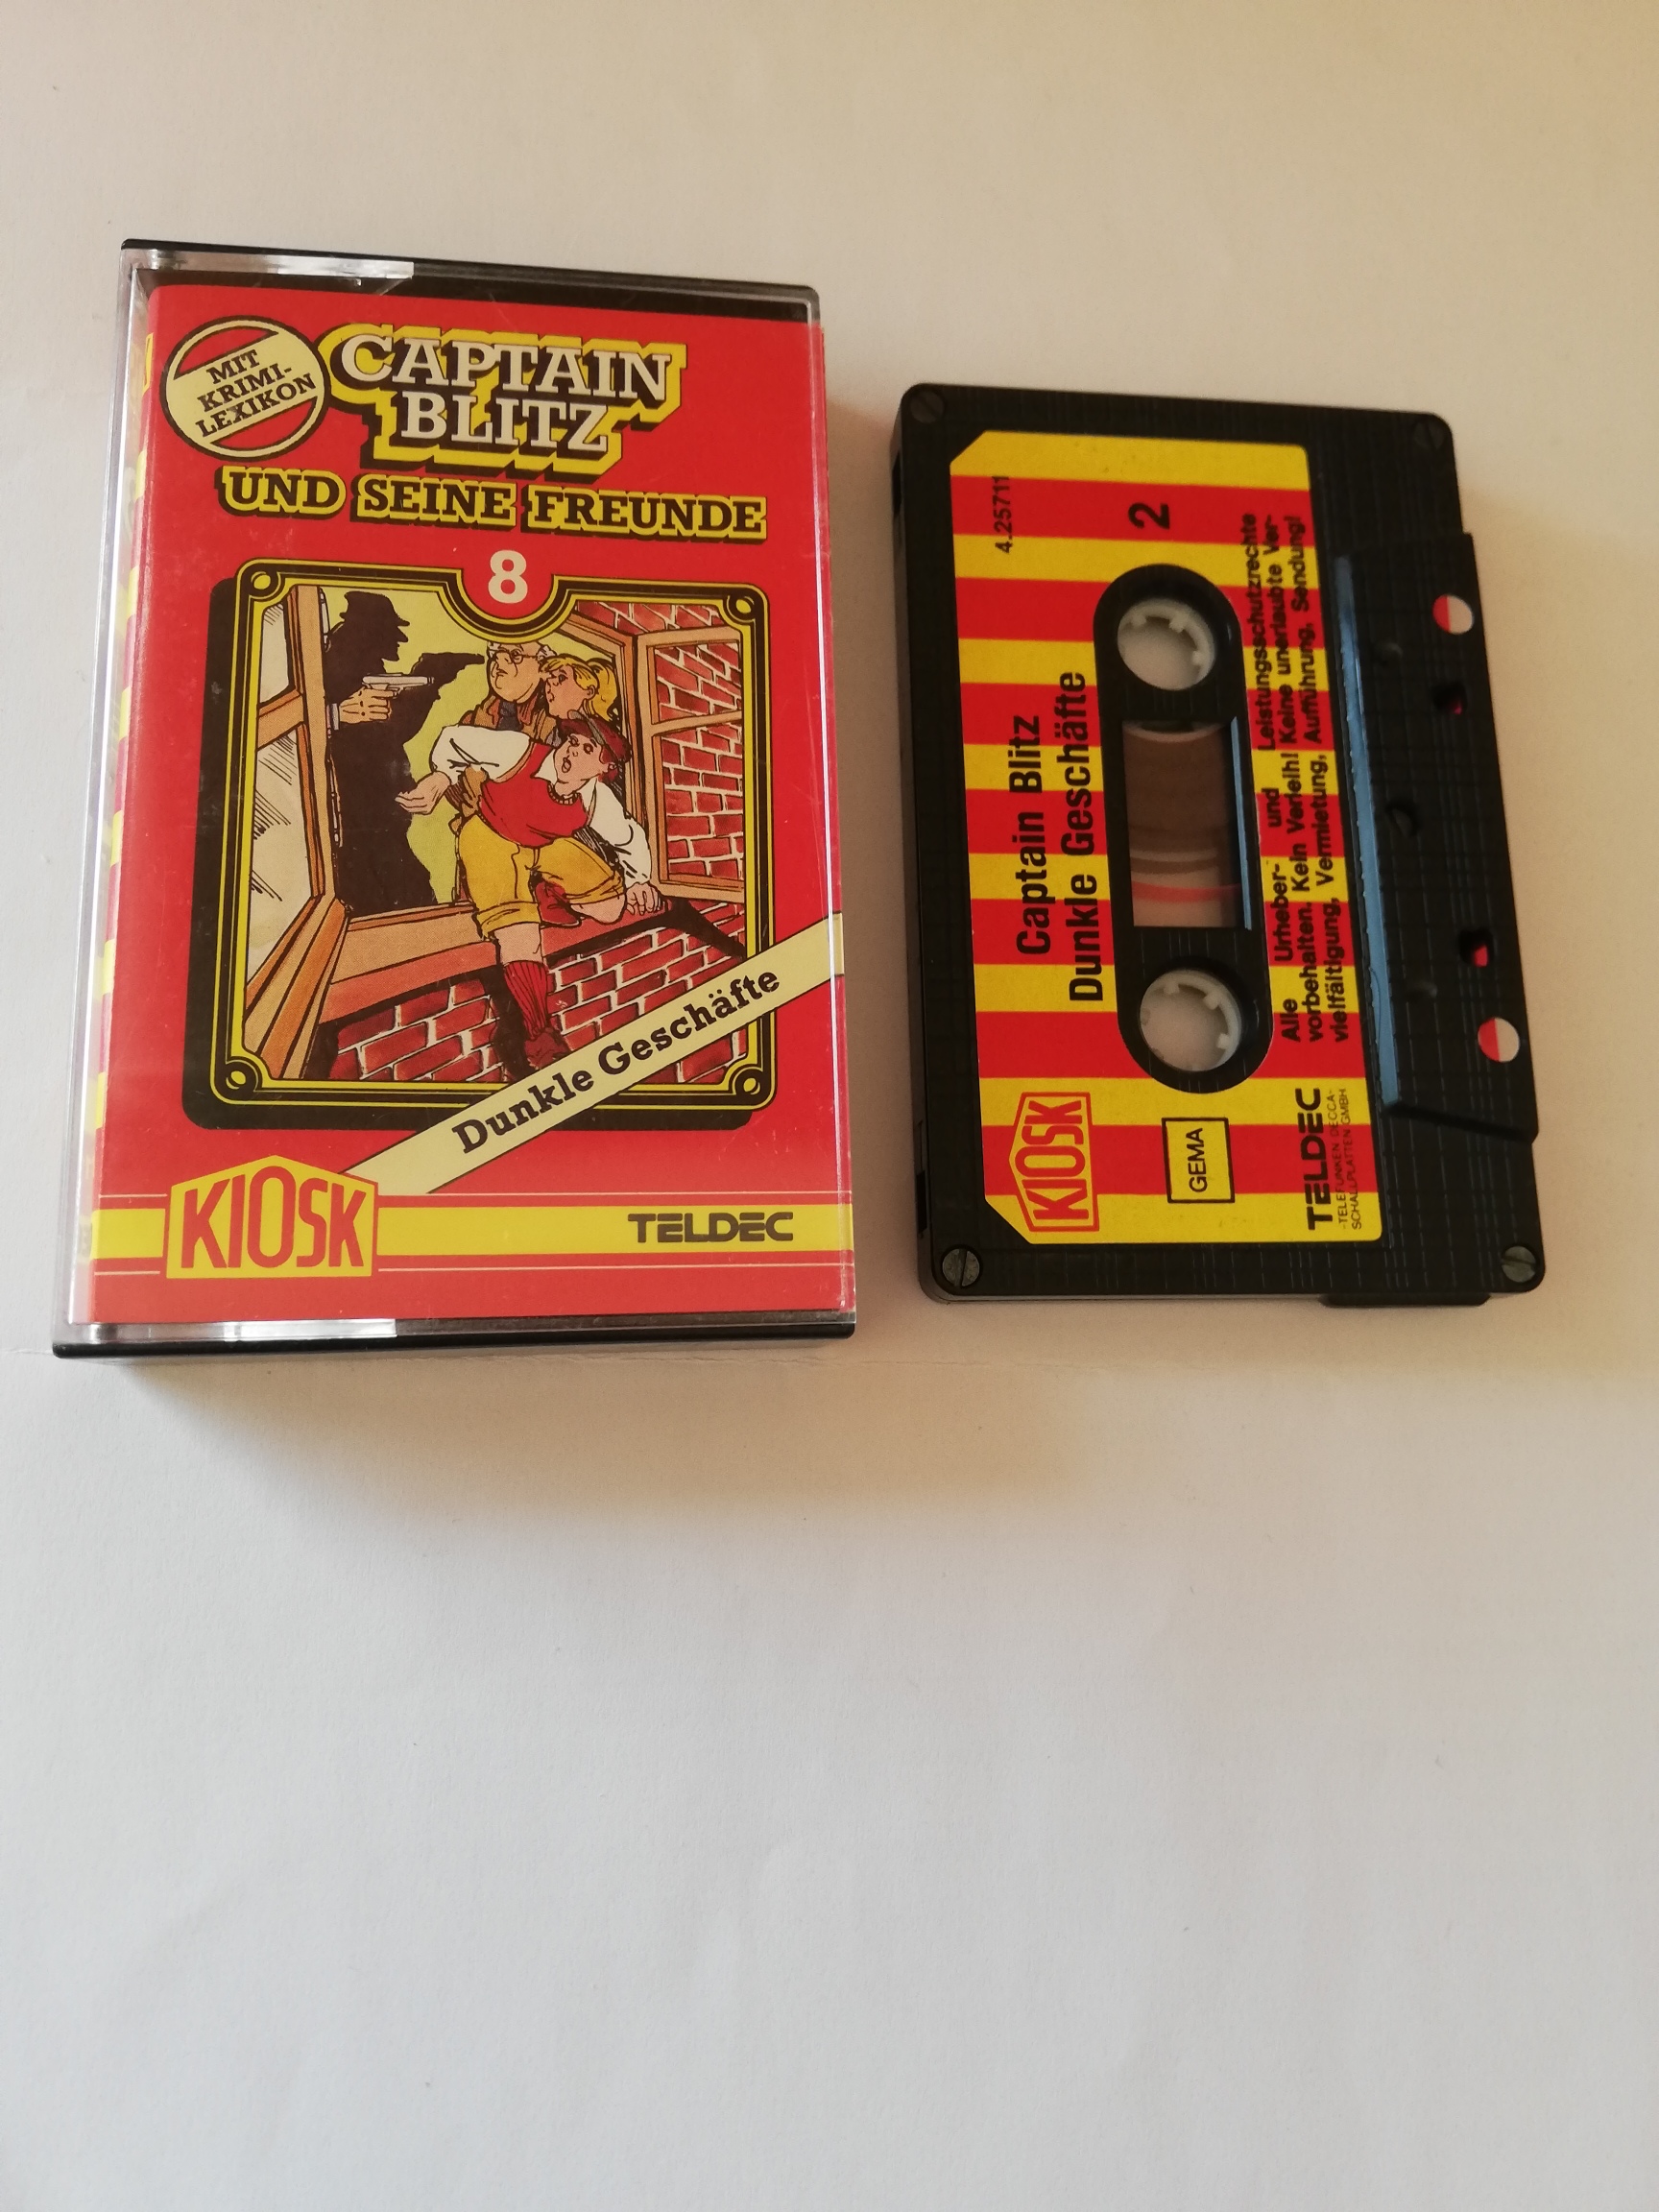 MIT
KRIMI-
LEXIKON
CAPTAIN
BLITZ
UND SEINE FREUNDE
8
Dunkle Geschäfte
KIOSK
TELDEC
4.25711
2
Captain Blitz
Dunkle Geschäfte
Alle Urheber- und Leistungsschutzrechte
vorbehalten. Kein Verleih! Keine unerlaubte Ver-
vielfältigung, Vermietung, Aufführung, Sendung!
KIOSK
GEMA
TELDEC
-TELEFUNKEN DECCA-
SCHALLPLATTEN GMBH